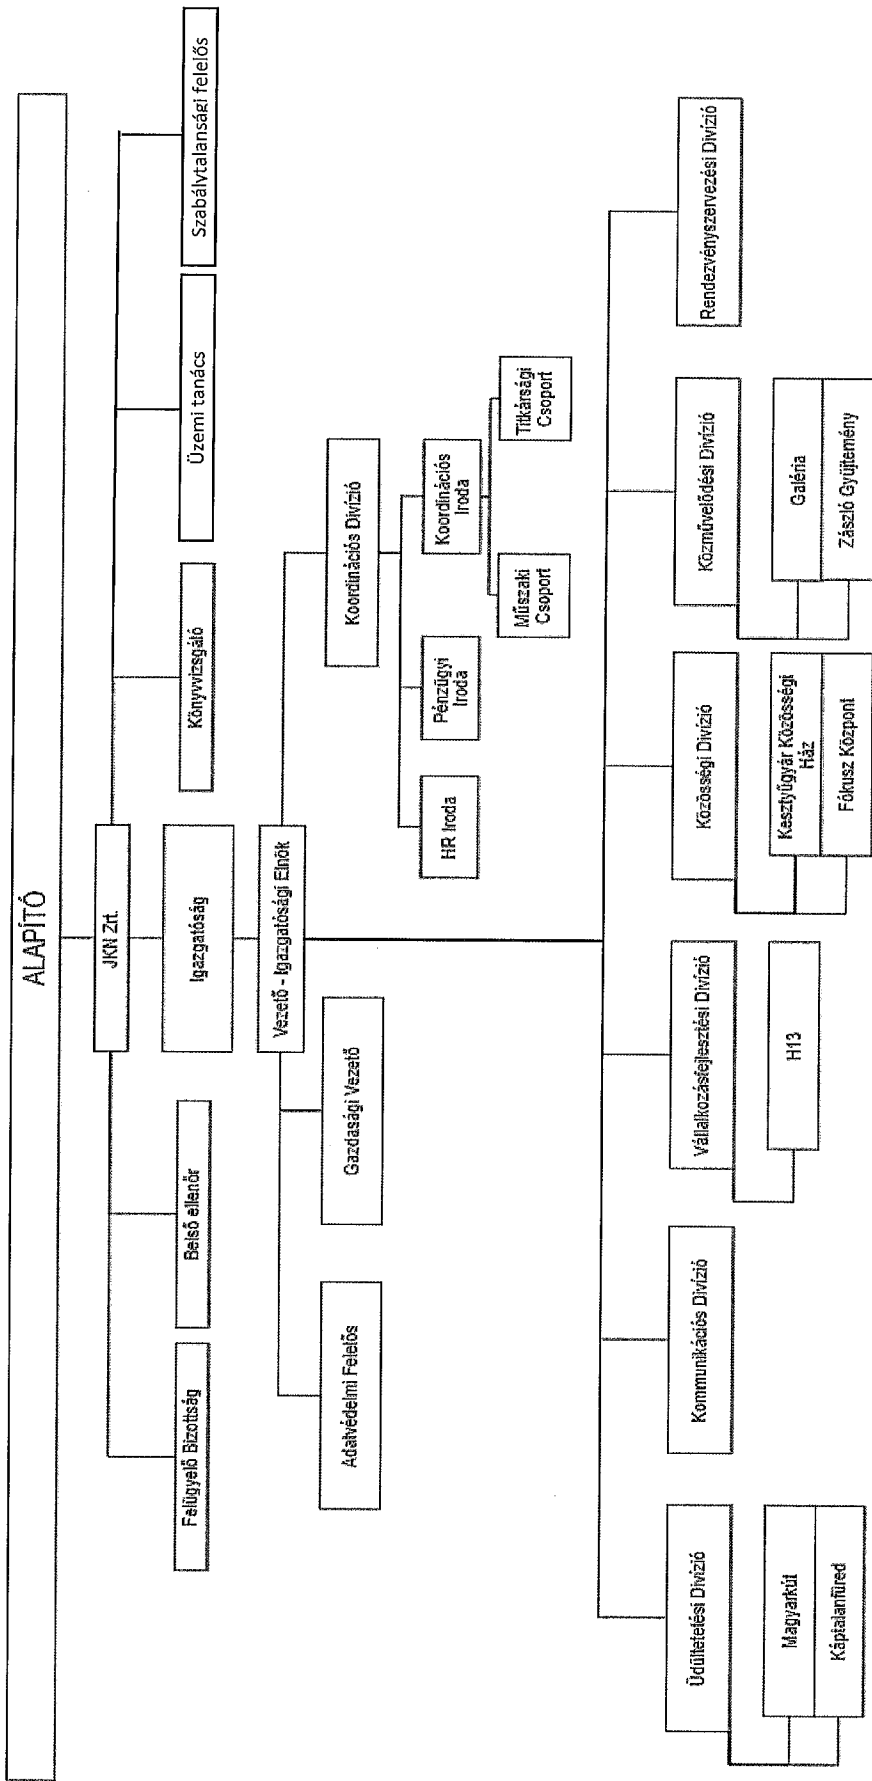 ALAPÍTÓ
JKN Zrt.
Felügyelő Bizottság
Belső ellenőr
Igazgatóság
Könyvvizsgáló
Üzemi tanács
Szabálytalansági felelős
Vezető - Igazgatósági Elnök
Adatvédelmi Felelős
Gazdasági Vezető
Koordinációs Divízió
HR Iroda
Pénzügyi
Iroda
Koordinációs
Iroda
Műszaki
Csoport
Titkársági
Csoport
Üdültetési Divízió
Kommunikációs Divízió
Vállalkozásfejlesztési Divízió
Közösségi Divízió
Közművelődési Divízió
Rendezvényszervezési Divízió
Magyarkút
Káptalanfüred
H13
Kesztyűgyár Közösségi
Ház
Fókusz Központ
Galéria
Zászló Gyűjtemény